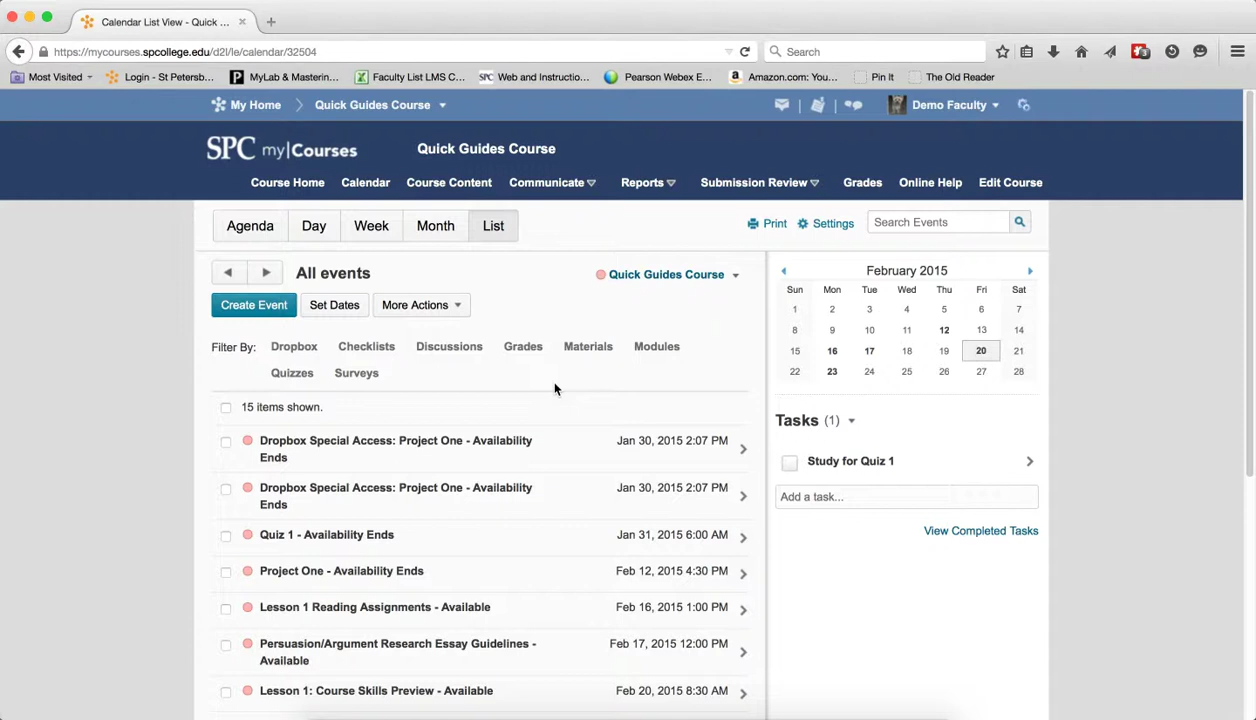 Calendar List View - Quick ...
https://mycourses.spcollege.edu/d2l/le/calendar/32504
Search
Most Visited
Login - St Petersb...
MyLab & Mastering...
Faculty List LMS C...
SPC Web and Instructio...
Pearson Webex E...
Amazon.com: You...
Pin It
The Old Reader
My Home
Quick Guides Course
Demo Faculty
SPC my|Courses
Quick Guides Course
Course Home
Calendar
Course Content
Communicate
Reports
Submission Review
Grades
Online Help
Edit Course
Agenda
Day
Week
Month
List
Print
Settings
Search Events
All events
Quick Guides Course
Create Event
Set Dates
More Actions
Filter By:
Dropbox
Checklists
Discussions
Grades
Materials
Modules
Quizzes
Surveys
15 items shown.
Dropbox Special Access: Project One - Availability
Ends
Jan 30, 2015 2:07 PM
Dropbox Special Access: Project One - Availability
Ends
Jan 30, 2015 2:07 PM
Quiz 1 - Availability Ends
Jan 31, 2015 6:00 AM
Project One - Availability Ends
Feb 12, 2015 4:30 PM
Lesson 1 Reading Assignments - Available
Feb 16, 2015 1:00 PM
Persuasion/Argument Research Essay Guidelines -
Available
Feb 17, 2015 12:00 PM
Lesson 1: Course Skills Preview - Available
Feb 20, 2015 8:30 AM
February 2015
Sun Mon Tue Wed Thu Fri Sat
1 2 3 4 5 6 7
8 9 10 11 12 13 14
15 16 17 18 19 20 21
22 23 24 25 26 27 28
Tasks (1)
Study for Quiz 1
Add a task...
View Completed Tasks